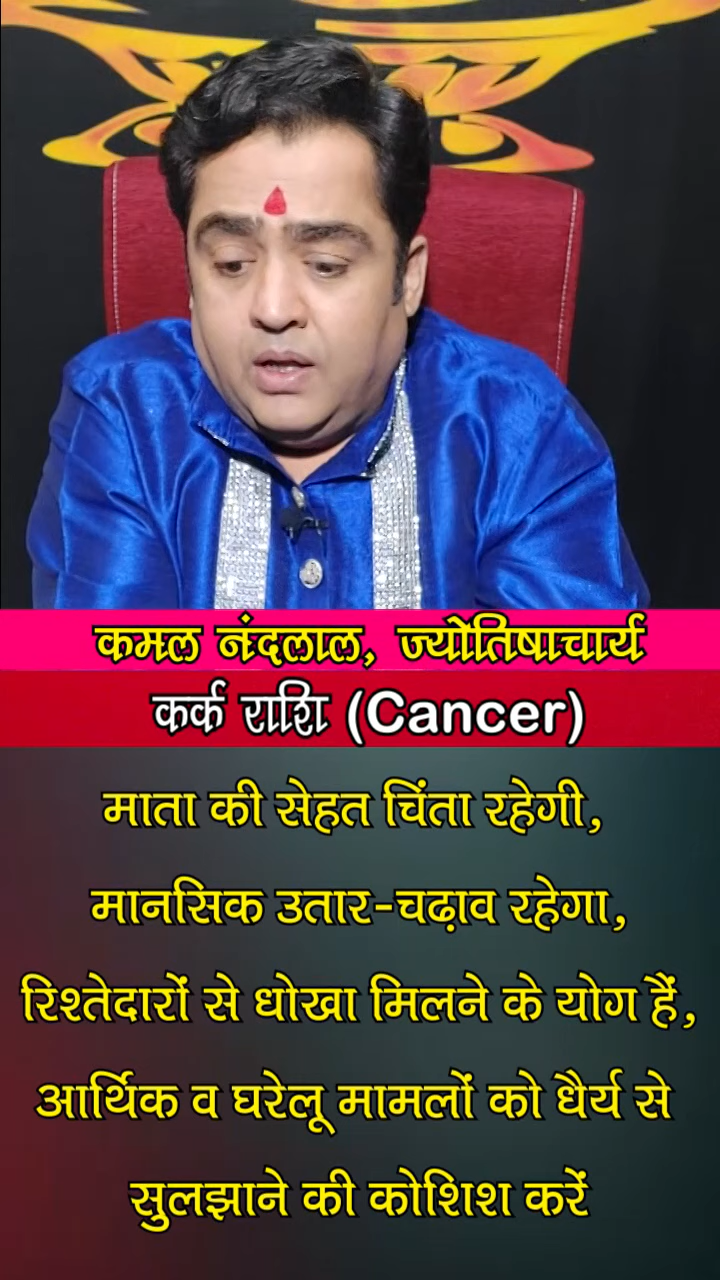 कमल नंदलाल, ज्योतिषाचार्य
कर्क राशि (Cancer)
माता की सेहत चिंता रहेगी,
मानसिक उतार-चढ़ाव रहेगा,
रिश्तेदारों से धोखा मिलने के योग हैं,
आर्थिक व घरेलू मामलों को धैर्य से
सुलझाने की कोशिश करें